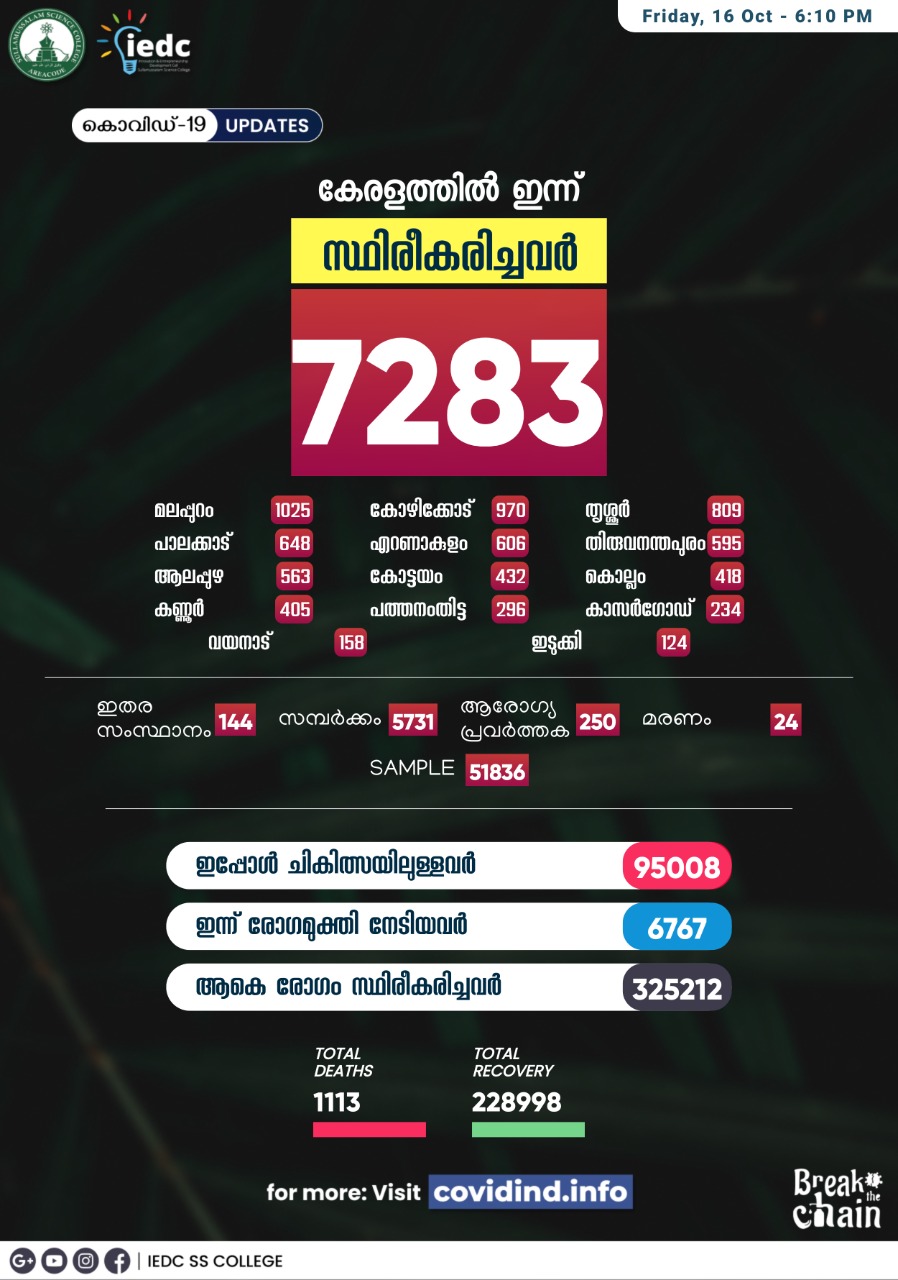 Friday, 16 Oct - 6:10 PM
SULLAMUSSALAM SCIENCE COLLEGE
AREACODE
iedc
കൊവിഡ്-19 UPDATES
കേരളത്തിൽ ഇന്ന്
സ്ഥിരീകരിച്ചവർ
7283
മലപ്പുറം 1025 കോഴിക്കോട് 970 തൃശ്ശൂർ 809
പാലക്കാട് 648 എറണാകുളം 606 തിരുവനന്തപുരം 595
ആലപ്പുഴ 563 കോട്ടയം 432 കൊല്ലം 418
കണ്ണൂർ 405 പത്തനംതിട്ട 296 കാസർഗോഡ് 234
വയനാട് 158 ഇടുക്കി 124
ഇതര
സംസ്ഥാനം 144 സമ്പർക്കം 5731 ആരോഗ്യ
പ്രവർത്തക 250 മരണം 24
SAMPLE 51836
ഇപ്പോൾ ചികിത്സയിലുള്ളവർ 95008
ഇന്ന് രോഗമുക്തി നേടിയവർ 6767
ആകെ രോഗം സ്ഥിരീകരിച്ചവർ 325212
TOTAL
DEATHS
1113
TOTAL
RECOVERY
228998
for more: Visit covidind.info
Break
the
chain
G+ f | IEDC SS COLLEGE